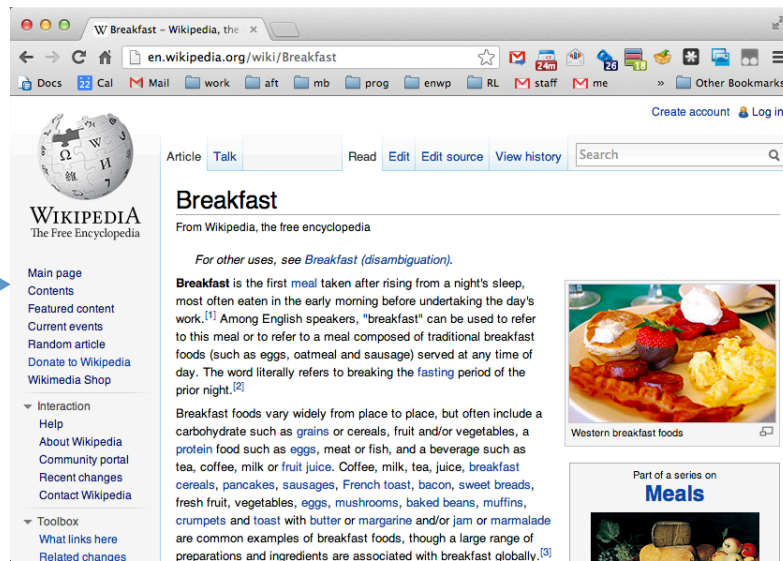 W Breakfast – Wikipedia, the
en.wikipedia.org/wiki/Breakfast
24m
26
Docs 22 Cal Mail work aft mb prog enwp RL staff me » Other Bookmarks
Create account Log in
Article Talk Read Edit Edit source View history Search
WIKIPEDIA
The Free Encyclopedia
Main page
Contents
Featured content
Current events
Random article
Donate to Wikipedia
Wikimedia Shop
Interaction
Help
About Wikipedia
Community portal
Recent changes
Contact Wikipedia
Toolbox
What links here
Related changes
Breakfast
From Wikipedia, the free encyclopedia
For other uses, see Breakfast (disambiguation).
Breakfast is the first meal taken after rising from a night's sleep,
most often eaten in the early morning before undertaking the day's
work.[1] Among English speakers, "breakfast" can be used to refer
to this meal or to refer to a meal composed of traditional breakfast
foods (such as eggs, oatmeal and sausage) served at any time of
day. The word literally refers to breaking the fasting period of the
prior night.[2]
Breakfast foods vary widely from place to place, but often include a
carbohydrate such as grains or cereals, fruit and/or vegetables, a
protein food such as eggs, meat or fish, and a beverage such as
tea, coffee, milk or fruit juice. Coffee, milk, tea, juice, breakfast
cereals, pancakes, sausages, French toast, bacon, sweet breads,
fresh fruit, vegetables, eggs, mushrooms, baked beans, muffins,
crumpets and toast with butter or margarine and/or jam or marmalade
are common examples of breakfast foods, though a large range of
preparations and ingredients are associated with breakfast globally.[3]
Western breakfast foods
Part of a series on
Meals